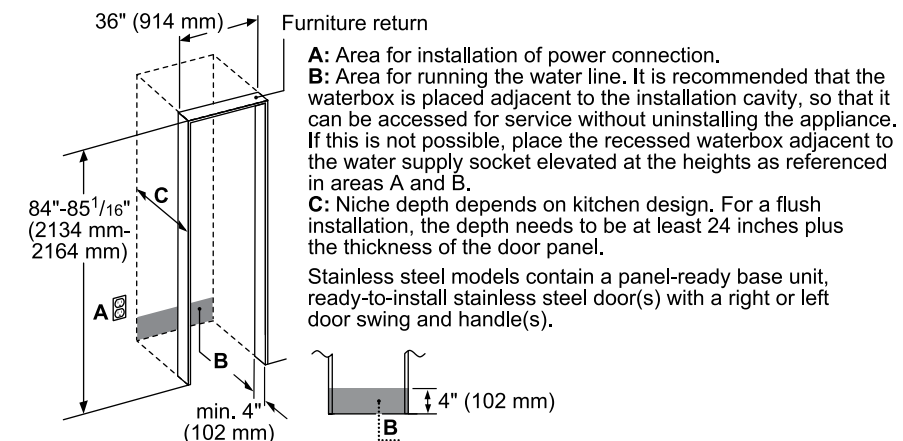 36" (914 mm)
Furniture return
A: Area for installation of power connection.
B: Area for running the water line. It is recommended that the
waterbox is placed adjacent to the installation cavity, so that it
can be accessed for service without uninstalling the appliance.
If this is not possible, place the recessed waterbox adjacent to
the water supply socket elevated at the heights as referenced
in areas A and B.
C: Niche depth depends on kitchen design. For a flush
installation, the depth needs to be at least 24 inches plus
the thickness of the door panel.
Stainless steel models contain a panel-ready base unit,
ready-to-install stainless steel door(s) with a right or left
door swing and handle(s).
C
84"-85 1/16"
(2134 mm-
2164 mm)
A
B
min. 4"
(102 mm)
4" (102 mm)
B